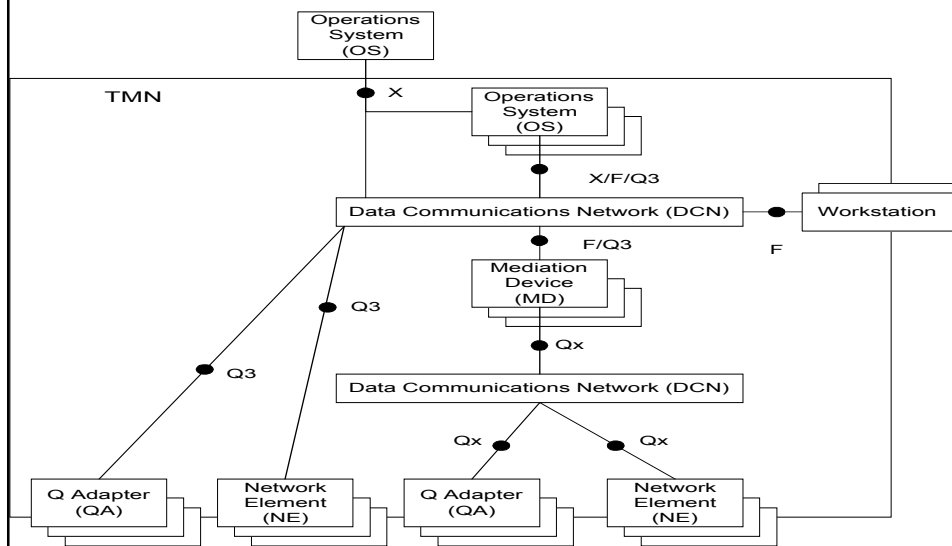 Operations
System
(OS)
TMN
X
Operations
System
(OS)
X/F/Q3
Data Communications Network (DCN)
Workstation
F
F/Q3
Mediation
Device
(MD)
Q3
Qx
Q3
Data Communications Network (DCN)
Qx
Qx
Q Adapter
(QA)
Network
Element
(NE)
Q Adapter
(QA)
Network
Element
(NE)